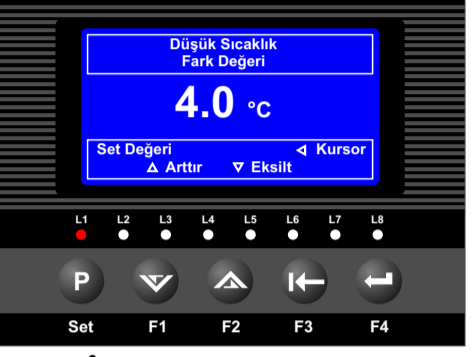 Düşük Sıcaklık
Fark Değeri
4.0 °C
Set Değeri ◁ Kursor
△ Arttır ▽ Eksilt
L1 L2 L3 L4 L5 L6 L7 L8
P
Set F1 F2 F3 F4